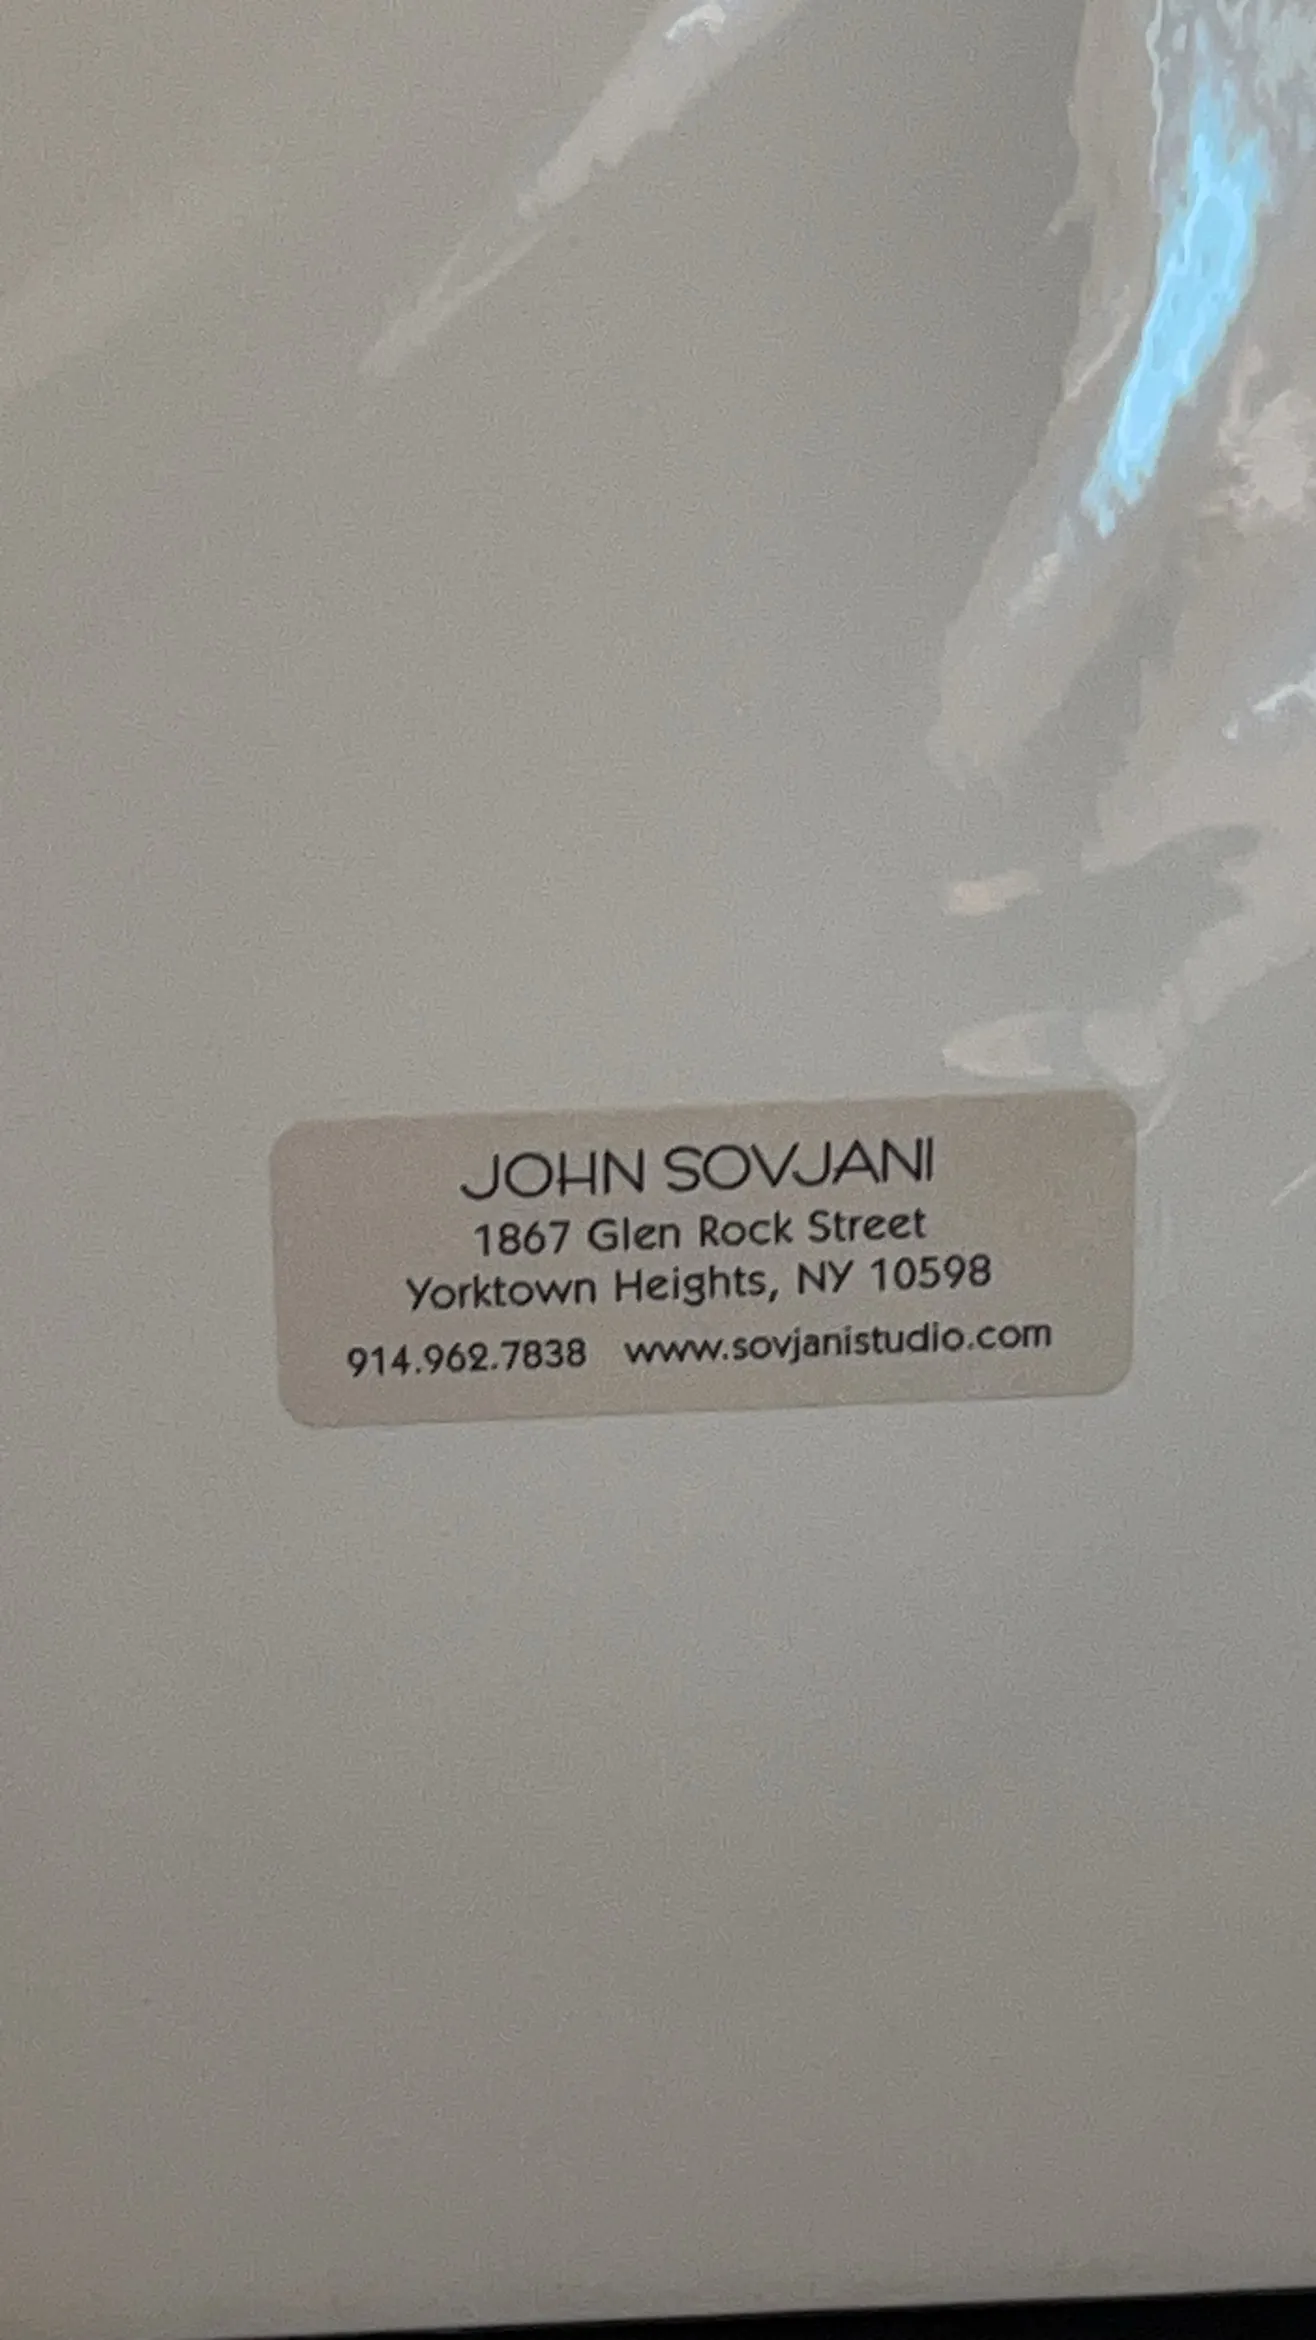 JOHN SOVJANI
1867 Glen Rock Street
Yorktown Heights, NY 10598
914.962.7838 www.sovjanistudio.com